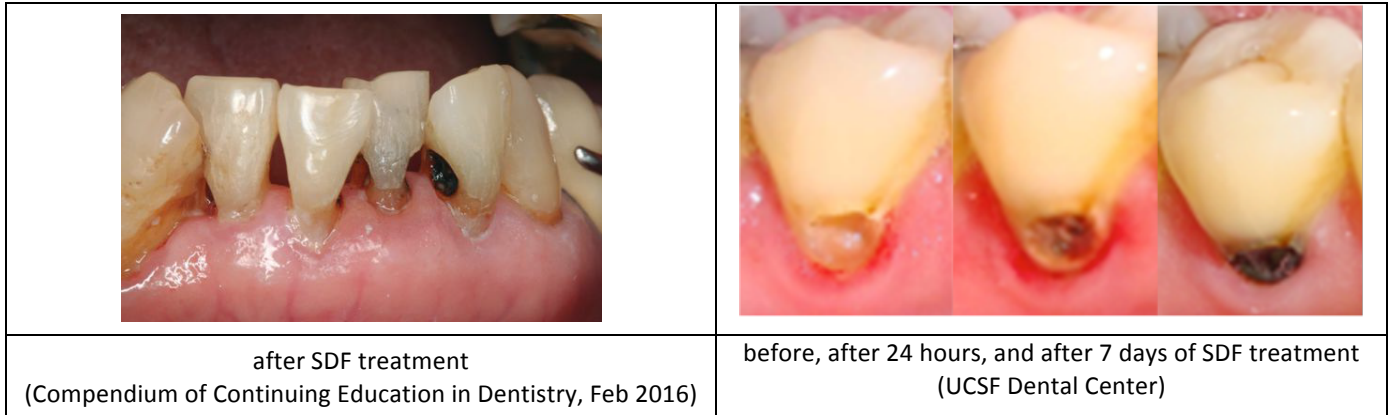 after SDF treatment
(Compendium of Continuing Education in Dentistry, Feb 2016)
before, after 24 hours, and after 7 days of SDF treatment
(UCSF Dental Center)